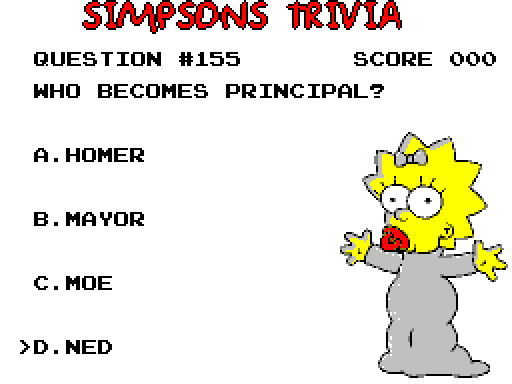 SIMPSONS TRIVIA
QUESTION #155 SCORE 000
WHO BECOMES PRINCIPAL?
A.HOMER
B.MAYOR
C.MOE
>D.NED